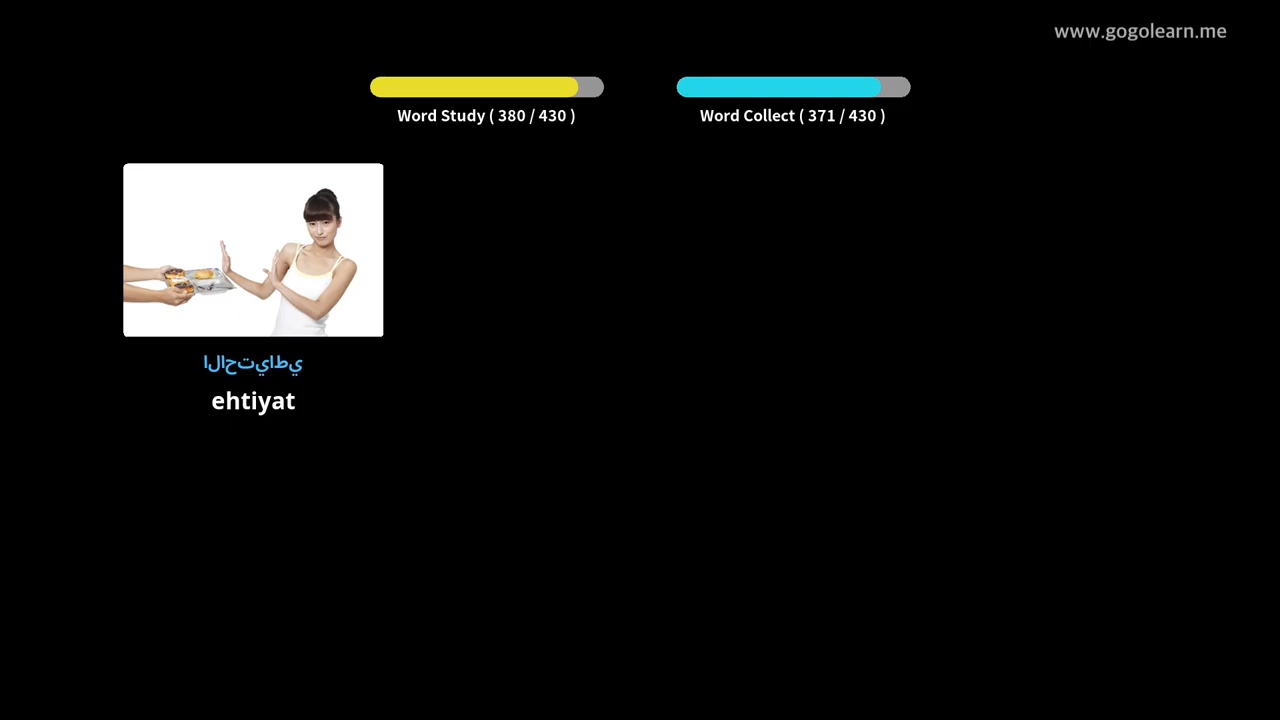 www.gogolearn.me
Word Study ( 380 / 430 )
Word Collect ( 371 / 430 )
الاحتياطي
ehtiyat